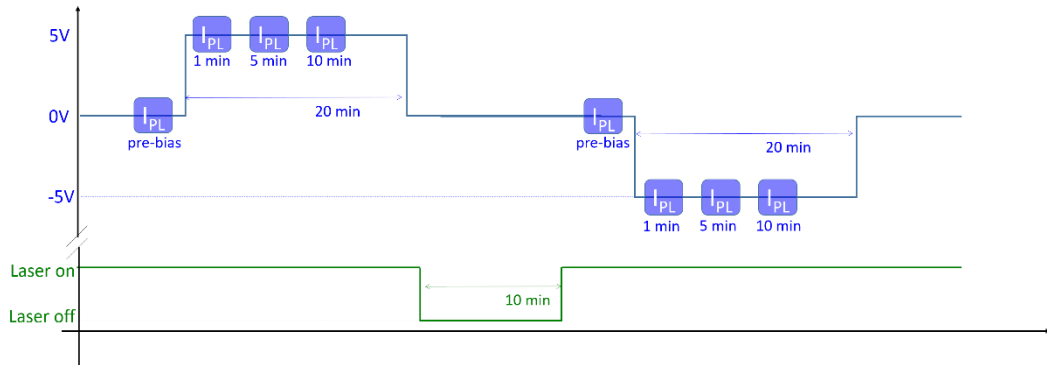 5V
I_PL
I_PL
I_PL
1 min
5 min
10 min
20 min
0V
I_PL
pre-bias
I_PL
pre-bias
20 min
-5V
I_PL
I_PL
I_PL
1 min
5 min
10 min
Laser on
10 min
Laser off